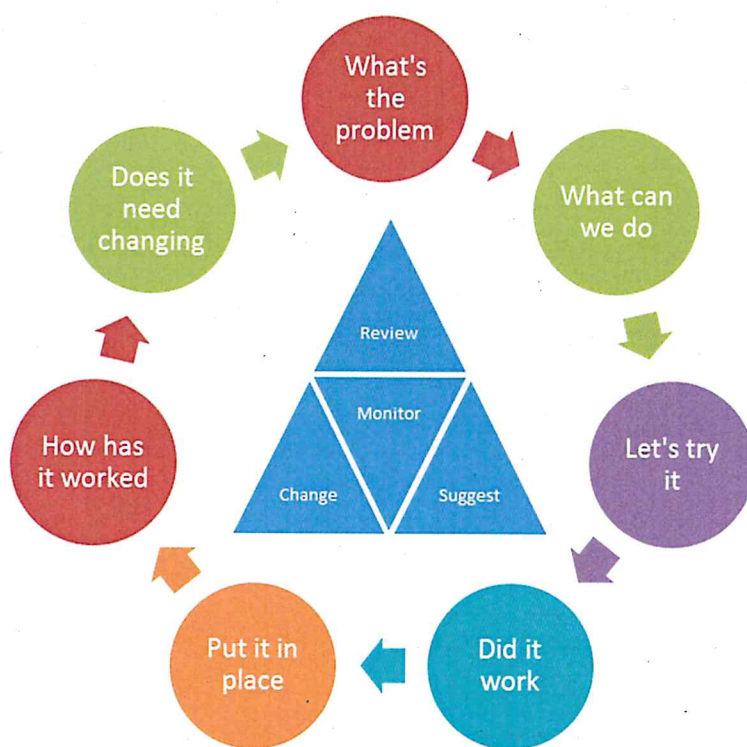 What's
the
problem
What can
we do
Let's try
it
Did it
work
Put it in
place
How has
it worked
Does it
need
changing
Review
Monitor
Change
Suggest